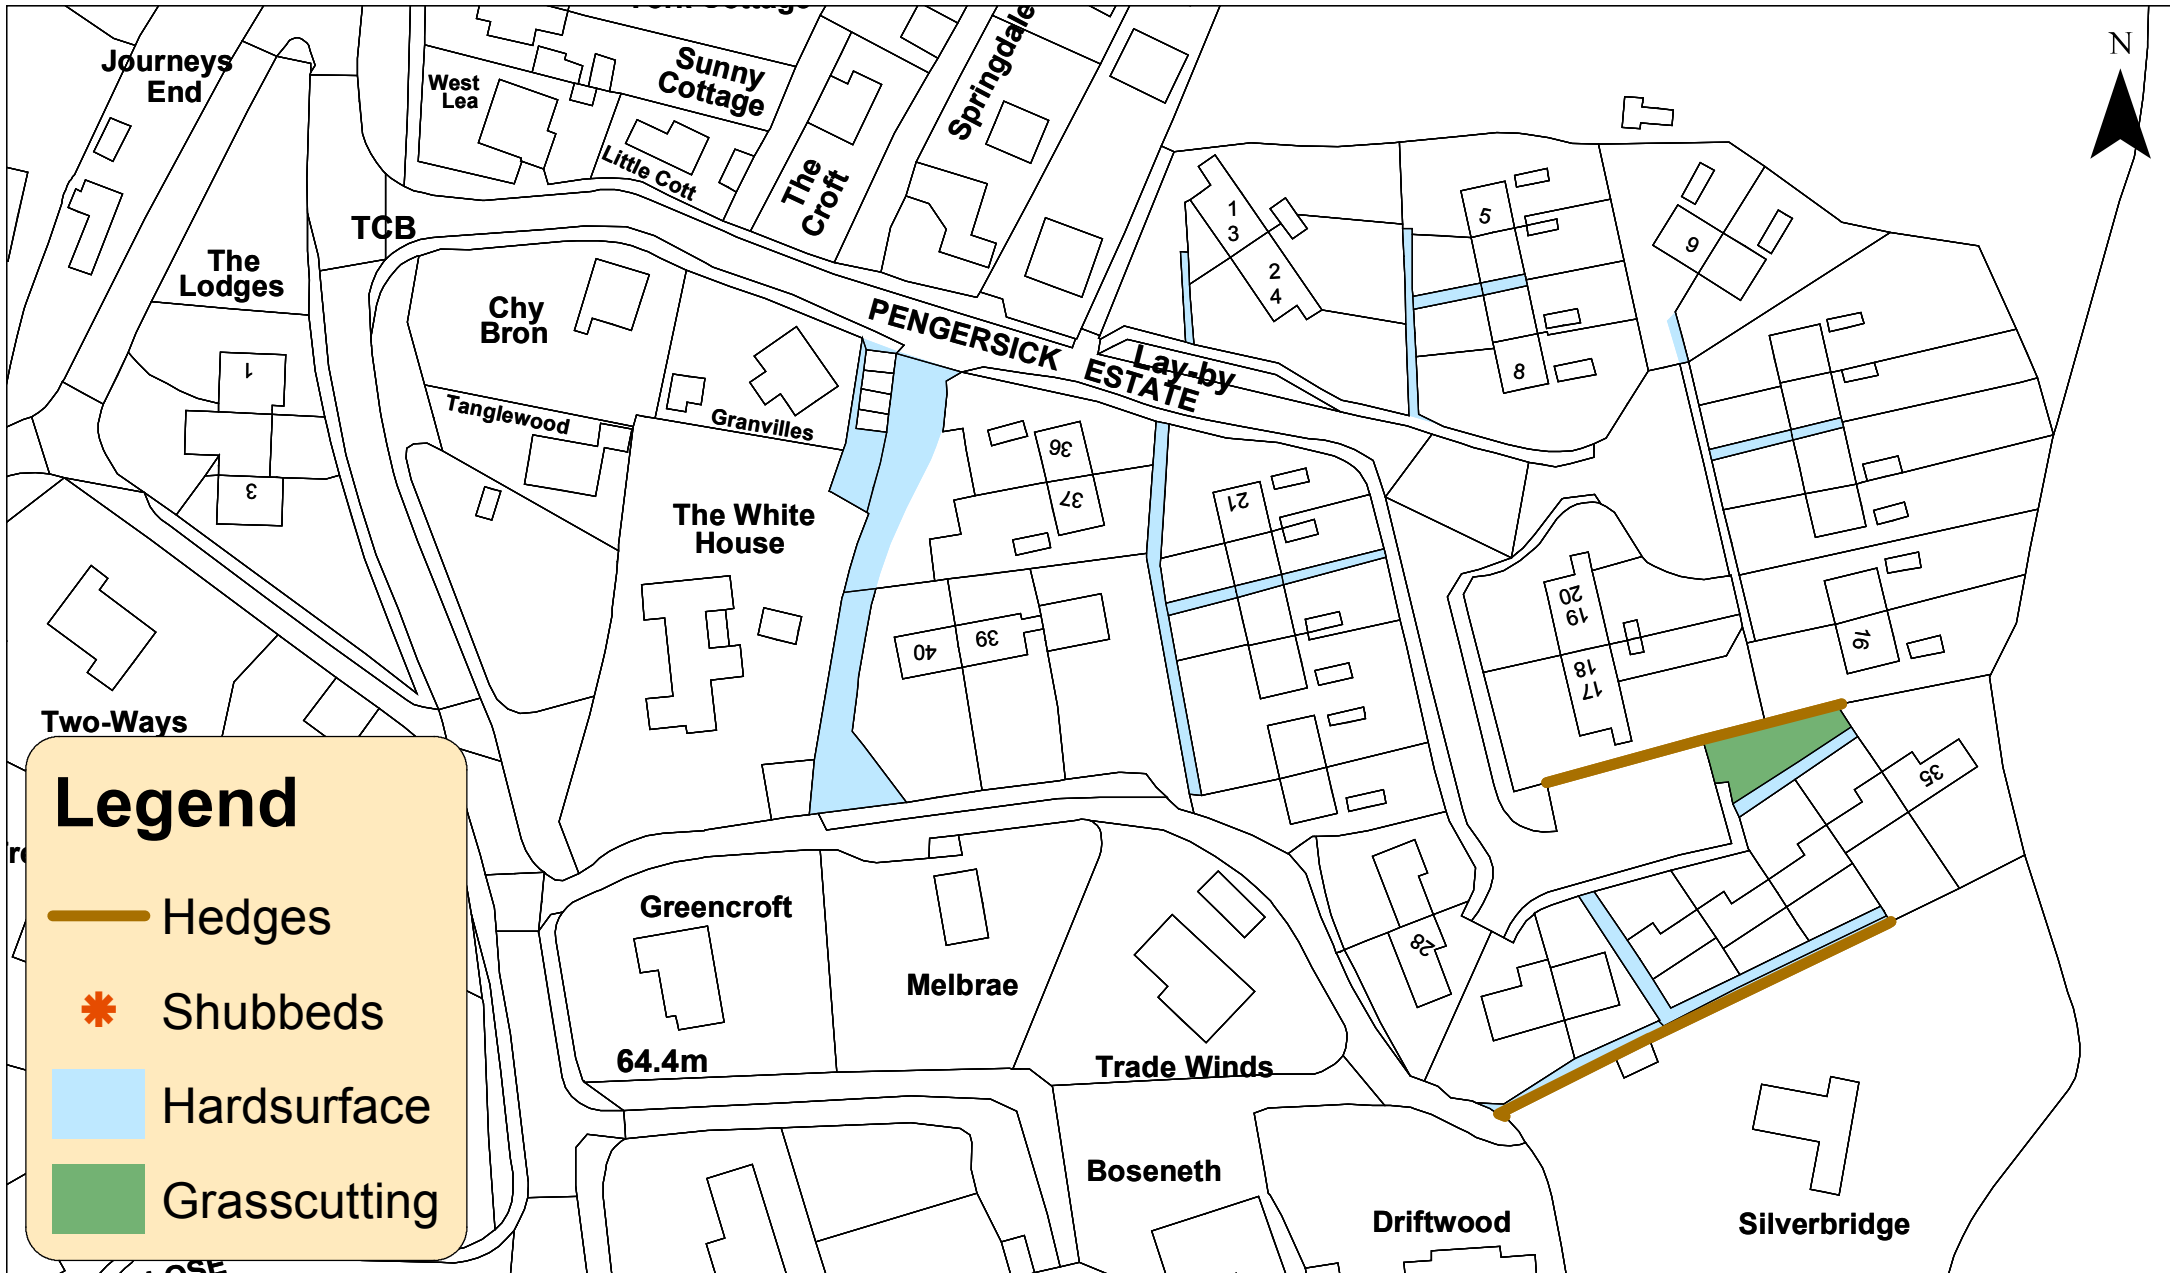 Journeys
End
West
Lea
Sunny
Cottage
Little Cott
The
Croft
Springdale
N
TCB
The
Lodges
Chy
Bron
PENGERSICK
ESTATE
Lay-by
1
3
2
4
5
8
9
1
3
Tanglewood
Granvilles
36
37
21
The White
House
20
19
18
17
16
40
39
35
28
Two-Ways
Greencroft
Melbrae
64.4m
Trade Winds
Boseneth
Driftwood
Silverbridge
Legend
Hedges
Shubbeds
Hardsurface
Grasscutting